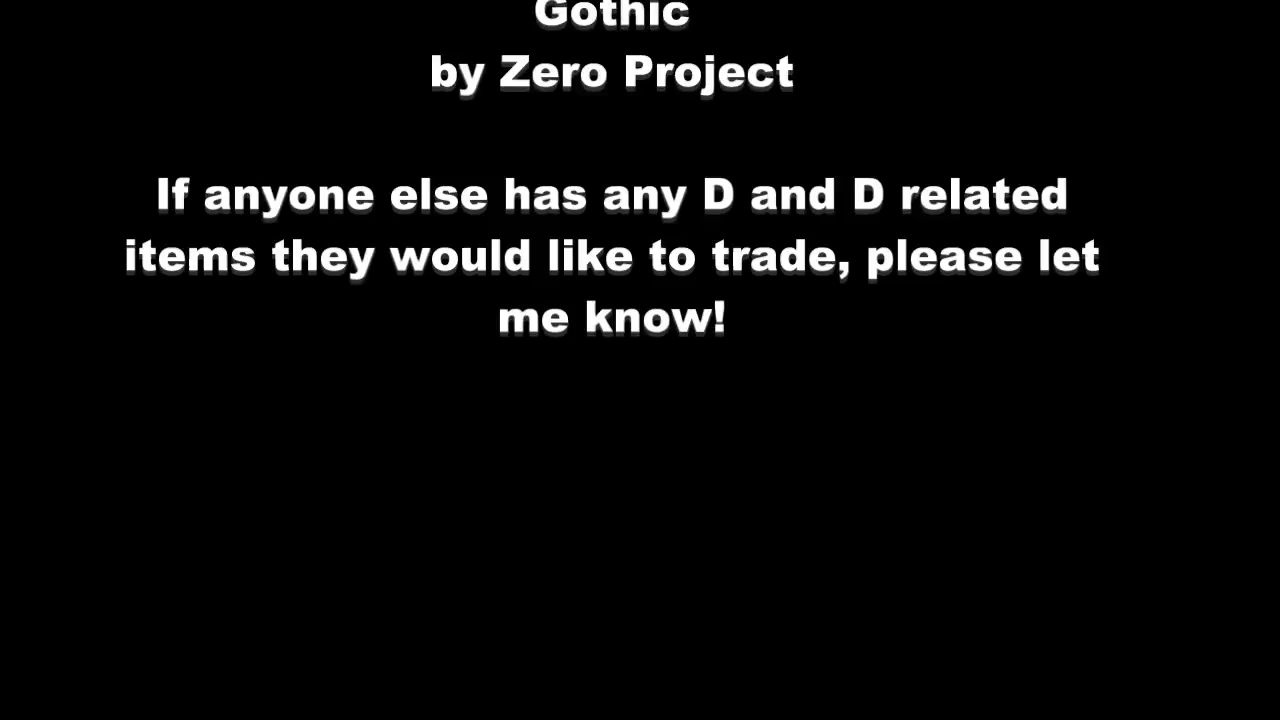 Gothic
by Zero Project
If anyone else has any D and D related
items they would like to trade, please let
me know!